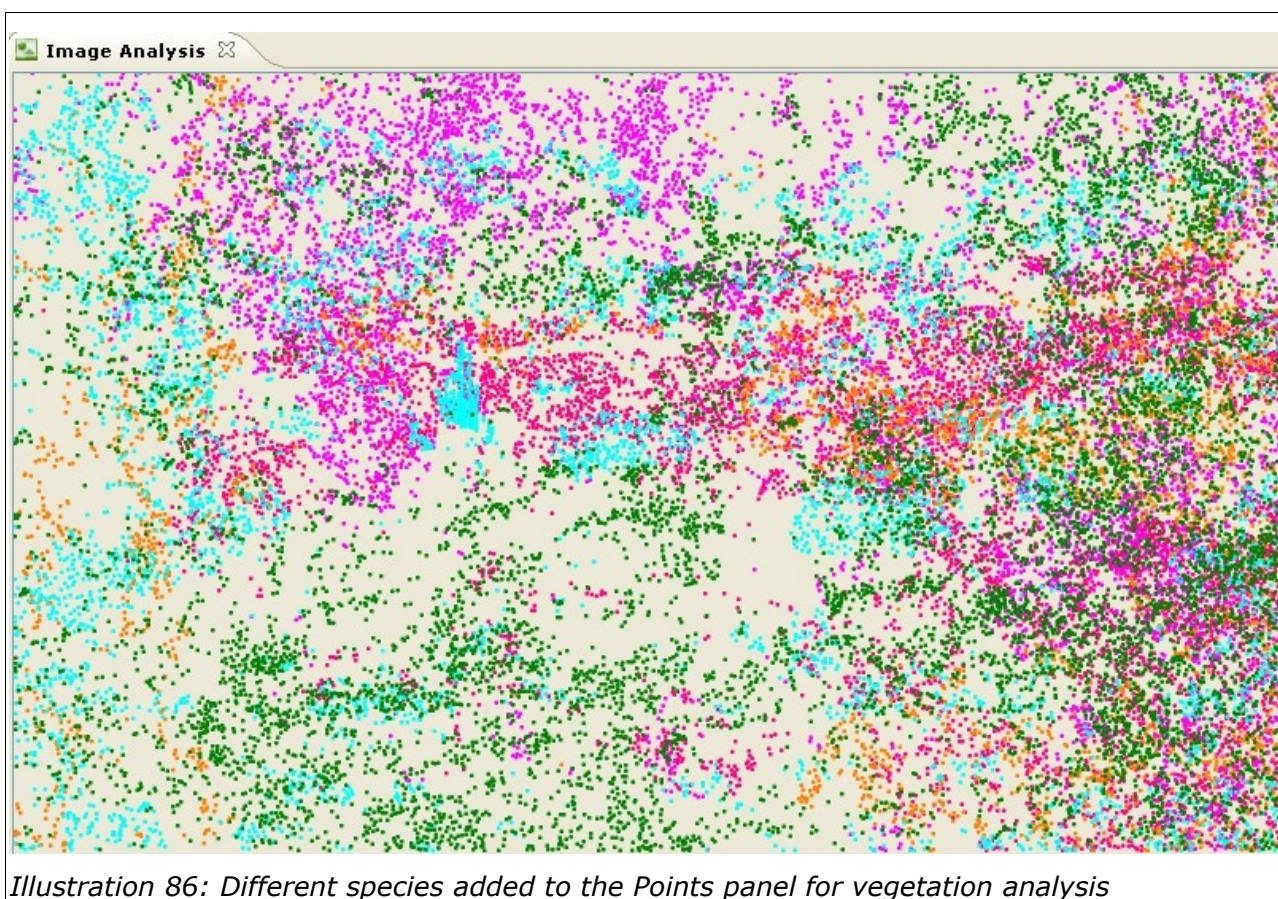 Image Analysis
Illustration 86: Different species added to the Points panel for vegetation analysis